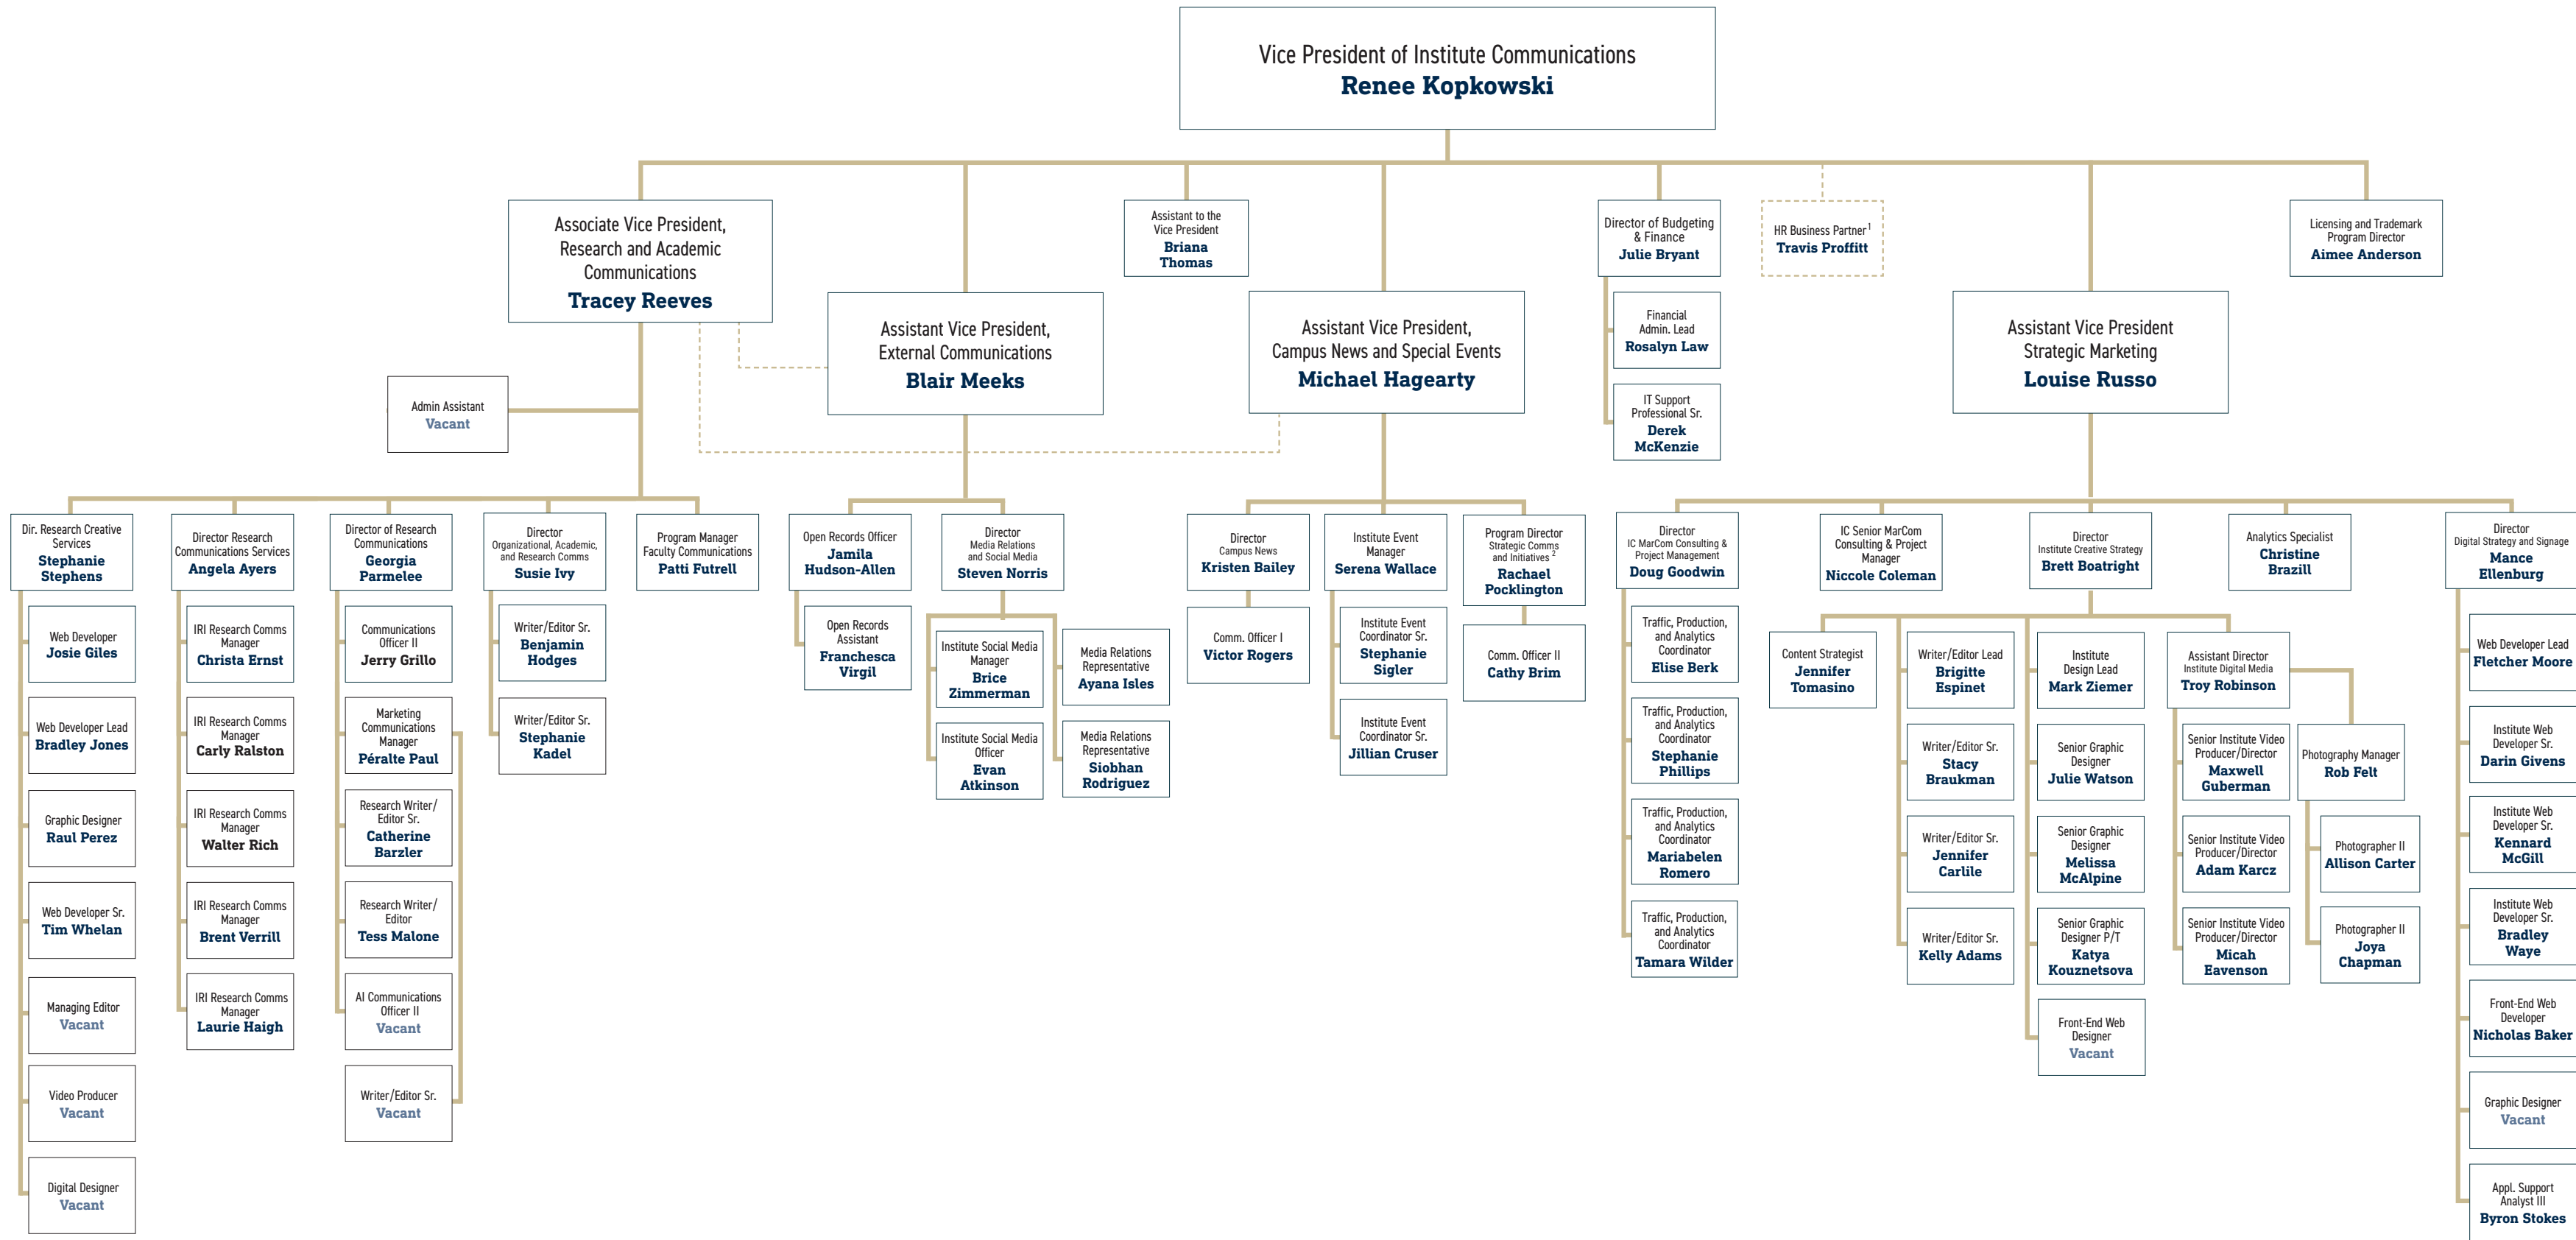 Vice President of Institute Communications
Renee Kopkowski
Associate Vice President,
Research and Academic
Communications
Tracey Reeves
Assistant Vice President,
External Communications
Blair Meeks
Assistant to the
Vice President
Briana
Thomas
Assistant Vice President,
Campus News and Special Events
Michael Hagearty
Director of Budgeting
& Finance
Julie Bryant
Financial
Admin. Lead
Rosalyn Law
IT Support
Professional Sr.
Derek
McKenzie
HR Business Partner1
Travis Proffitt
Assistant Vice President
Strategic Marketing
Louise Russo
Licensing and Trademark
Program Director
Aimee Anderson
Admin Assistant
Vacant
Dir. Research Creative
Services
Stephanie
Stephens
Web Developer
Josie Giles
Web Developer Lead
Bradley Jones
Graphic Designer
Raul Perez
Web Developer Sr.
Tim Whelan
Managing Editor
Vacant
Video Producer
Vacant
Digital Designer
Vacant
Director Research
Communications Services
Angela Ayers
IRI Research Comms
Manager
Christa Ernst
IRI Research Comms
Manager
Carly Ralston
IRI Research Comms
Manager
Walter Rich
IRI Research Comms
Manager
Brent Verrill
IRI Research Comms
Manager
Laurie Haigh
Director of Research
Communications
Georgia
Parmelee
Communications
Officer II
Jerry Grillo
Marketing
Communications
Manager
Péralte Paul
Research Writer/
Editor Sr.
Catherine
Barzler
Research Writer/
Editor
Tess Malone
AI Communications
Officer II
Vacant
Writer/Editor Sr.
Vacant
Director
Organizational, Academic,
and Research Comms
Susie Ivy
Writer/Editor Sr.
Benjamin
Hodges
Writer/Editor Sr.
Stephanie
Kadel
Program Manager
Faculty Communications
Patti Futrell
Open Records Officer
Jamila
Hudson-Allen
Open Records
Assistant
Franchesca
Virgil
Director
Media Relations
and Social Media
Steven Norris
Institute Social Media
Manager
Brice
Zimmerman
Institute Social Media
Officer
Evan
Atkinson
Media Relations
Representative
Ayana Isles
Media Relations
Representative
Siobhan
Rodriguez
Director
Campus News
Kristen Bailey
Comm. Officer I
Victor Rogers
Institute Event
Manager
Serena Wallace
Institute Event
Coordinator Sr.
Stephanie
Sigler
Institute Event
Coordinator Sr.
Jillian Cruser
Program Director
Strategic Comms
and Initiatives 2
Rachael
Pocklington
Comm. Officer II
Cathy Brim
Director
IC MarCom Consulting &
Project Management
Doug Goodwin
Traffic, Production,
and Analytics
Coordinator
Elise Berk
Traffic, Production,
and Analytics
Coordinator
Stephanie
Phillips
Traffic, Production,
and Analytics
Coordinator
Mariabelen
Romero
Traffic, Production,
and Analytics
Coordinator
Tamara Wilder
IC Senior MarCom
Consulting & Project
Manager
Niccole Coleman
Director
Institute Creative Strategy
Brett Boatright
Content Strategist
Jennifer
Tomasino
Writer/Editor Lead
Brigitte
Espinet
Writer/Editor Sr.
Stacy
Braukman
Writer/Editor Sr.
Jennifer
Carlile
Writer/Editor Sr.
Kelly Adams
Institute
Design Lead
Mark Ziemer
Senior Graphic
Designer
Julie Watson
Senior Graphic
Designer
Melissa
McAlpine
Senior Graphic
Designer P/T
Katya
Kouznetsova
Front-End Web
Designer
Vacant
Assistant Director
Institute Digital Media
Troy Robinson
Senior Institute Video
Producer/Director
Maxwell
Guberman
Senior Institute Video
Producer/Director
Adam Karcz
Senior Institute Video
Producer/Director
Micah
Eavenson
Photography Manager
Rob Felt
Photographer II
Allison Carter
Photographer II
Joya
Chapman
Analytics Specialist
Christine
Brazill
Director
Digital Strategy and Signage
Mance
Ellenburg
Web Developer Lead
Fletcher Moore
Institute Web
Developer Sr.
Darin Givens
Institute Web
Developer Sr.
Kennard
McGill
Institute Web
Developer Sr.
Bradley
Waye
Front-End Web
Developer
Nicholas Baker
Graphic Designer
Vacant
Appl. Support
Analyst III
Byron Stokes